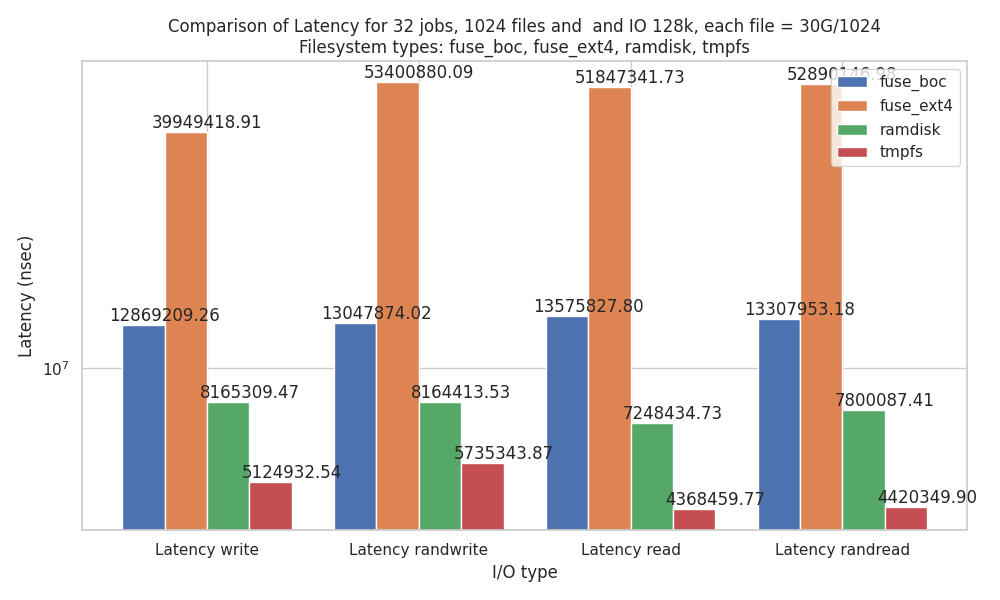 Comparison of Latency for 32 jobs, 1024 files and  and IO 128k, each file = 30G/1024
Filesystem types: fuse_boc, fuse_ext4, ramdisk, tmpfs
53400880.09
51847341.73
52890146.98
fuse_boc
fuse_ext4
ramdisk
tmpfs
39949418.91
12869209.26
13047874.02
13575827.80
13307953.18
Latency (nsec)
10⁷
8165309.47
8164413.53
7248434.73
7800087.41
5124932.54
5735343.87
4368459.77
4420349.90
Latency write
Latency randwrite
Latency read
Latency randread
I/O type